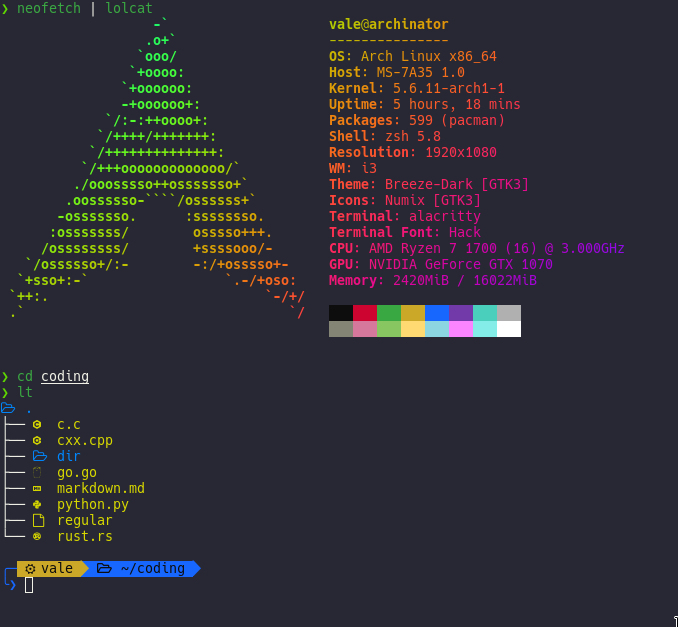 ❯ neofetch | lolcat
                   -`                    vale@archinator
                  .o+`                   ---------------
                 `ooo/                   OS: Arch Linux x86_64
                `+oooo:                  Host: MS-7A35 1.0
               `+oooooo:                 Kernel: 5.6.11-arch1-1
               -+oooooo+:                Uptime: 5 hours, 18 mins
             `/:-:++oooo+:               Packages: 599 (pacman)
            `/++++/+++++++:              Shell: zsh 5.8
           `/++++++++++++++:             Resolution: 1920x1080
          `/+++ooooooooooooo/`           WM: i3
         ./ooosssso++osssssso+`          Theme: Breeze-Dark [GTK3]
        .oossssso-````/ossssss+`         Icons: Numix [GTK3]
       -osssssso.      :ssssssso.        Terminal: alacritty
      :osssssss/        osssso+++.       Terminal Font: Hack
     /ossssssss/        +ssssooo/-       CPU: AMD Ryzen 7 1700 (16) @ 3.000GHz
   `/ossssso+/:-        -:/+osssso+-     GPU: NVIDIA GeForce GTX 1070
  `+sso+:-`                 `.-/+oso:    Memory: 2420MiB / 16022MiB
 `++:.                           `-/+/
 .`                                 `/
❯ cd coding
❯ lt
.
├── c.c
├── cxx.cpp
├── dir
├── go.go
├── markdown.md
├── python.py
├── regular
└── rust.rs
vale ~/coding
❯